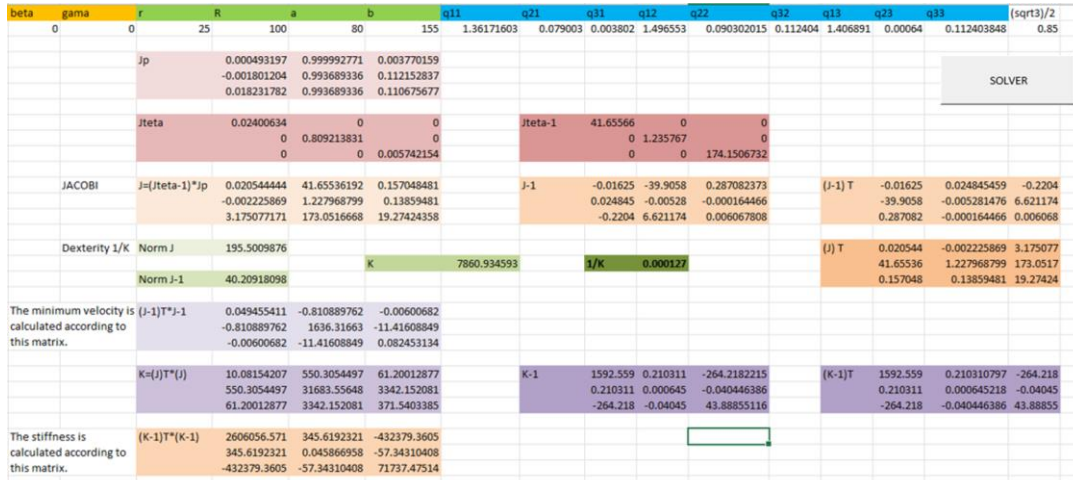 beta gama r R a b q11 q21 q31 q12 q22 q32 q13 q23 q33 (sqrt3)/2
0 0 25 100 80 155 1.36171603 0.079003 0.003802 1.496553 0.090302015 0.112404 1.406891 0.00064 0.112403848 0.85
Jp 0.000493197 0.999992771 0.003770159
-0.001801204 0.993689336 0.112152837
0.018231782 0.993689336 0.110675677
SOLVER
Jteta 0.02400634 0 0 Jteta-1 41.65566 0 0
0 0.809213831 0 0 1.235767 0
0 0 0.005742154 0 0 174.1506732
JACOBI J=(Jteta-1)*Jp 0.020544444 41.65536192 0.157048481 J-1 -0.01625 -39.9058 0.287082373 (J-1) T -0.01625 0.024845459 -0.2204
-0.002225869 1.227968799 0.13859481 0.024845 -0.00528 -0.000164466 -39.9058 -0.005281476 6.621174
3.175077171 173.0516668 19.27424358 -0.2204 6.621174 0.006067808 0.287082 -0.000164466 0.006068
Dexterity 1/K Norm J 195.5009876 (J) T 0.020544 -0.002225869 3.175077
K 7860.934593 1/K 0.000127 41.65536 1.227968799 173.0517
Norm J-1 40.20918098 0.157048 0.13859481 19.27424
The minimum velocity is (J-1)T*J-1 0.049455411 -0.810889762 -0.00600682
calculated according to -0.810889762 1636.31663 -11.41608849
this matrix. -0.00600682 -11.41608849 0.082453134
K=(J)T*(J) 10.08154207 550.3054497 61.20012877 K-1 1592.559 0.210311 -264.2182215 (K-1)T 1592.559 0.210310797 -264.218
550.3054497 31683.55648 3342.152081 0.210311 0.000645 -0.040446386 0.210311 0.000645218 -0.04045
61.20012877 3342.152081 371.5403385 -264.218 -0.04045 43.88855116 -264.218 -0.040446386 43.88855
The stiffness is (K-1)T*(K-1) 2606056.571 345.6192321 -432379.3605
calculated according to 345.6192321 0.045866958 -57.34310408
this matrix. -432379.3605 -57.34310408 71737.47514